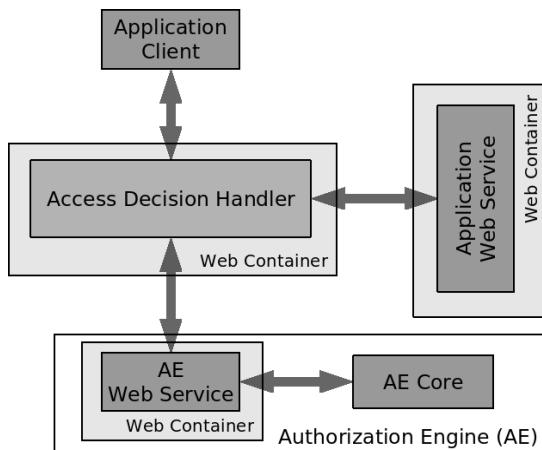 Application
Client
Access Decision Handler
Web Container
Application
Web Service
Web Container
AE
Web Service
Web Container
AE Core
Authorization Engine (AE)